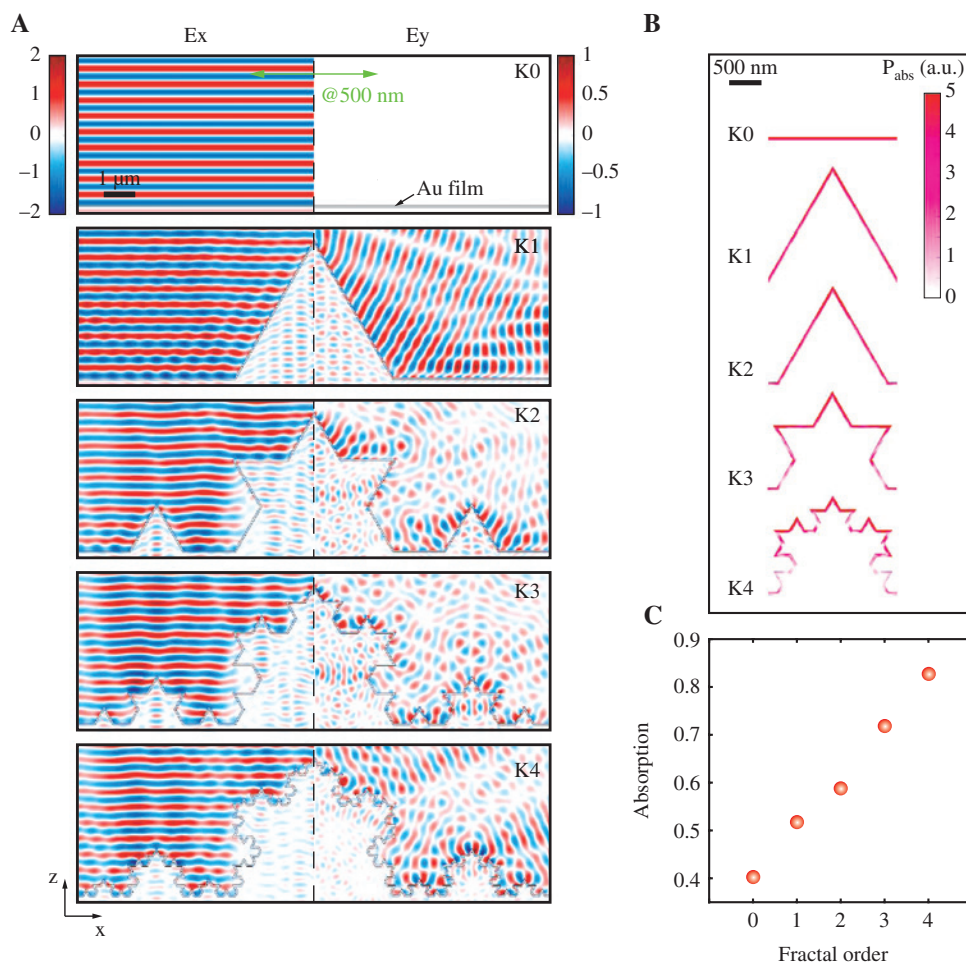 A
Ex
Ey
2
1
0
−1
−2
K0
@500 nm
1 µm
Au film
1
0.5
0
−0.5
−1
K1
K2
K3
K4
z
x
B
500 nm
P_abs (a.u.)
5
4
3
2
1
0
K0
K1
K2
K3
K4
C
0.9
0.8
0.7
0.6
0.5
0.4
Absorption
0 1 2 3 4
Fractal order